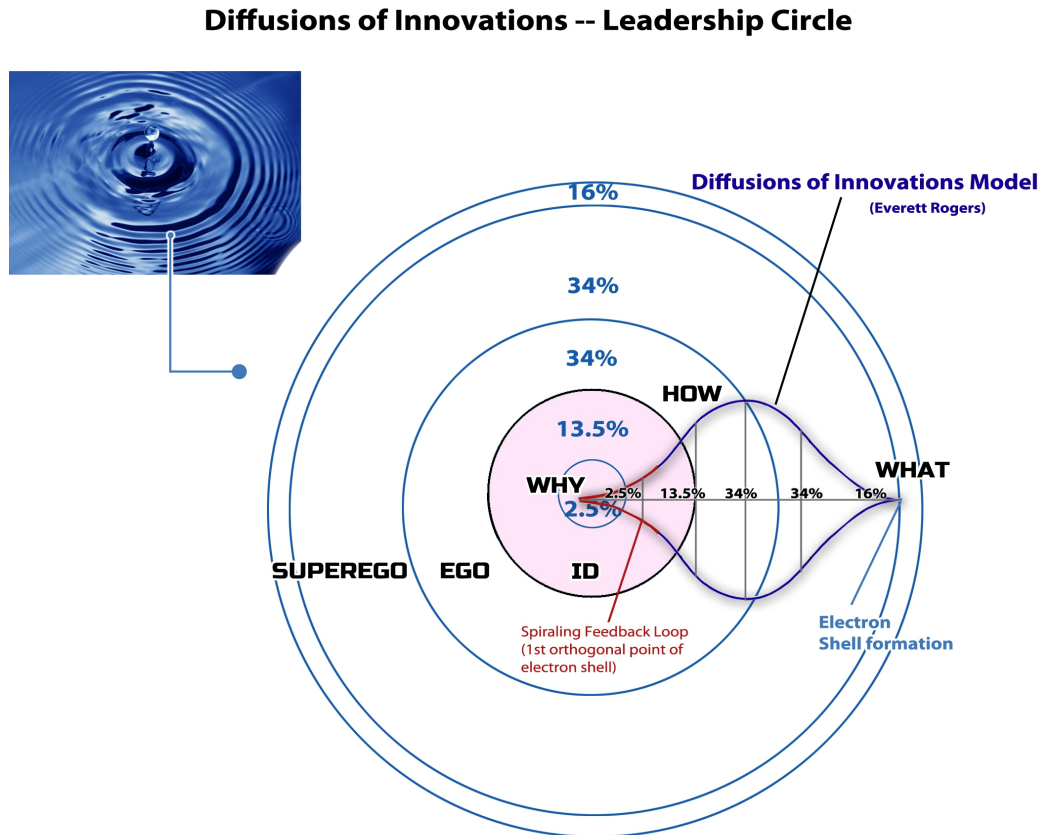 Diffusions of Innovations -- Leadership Circle
16%
Diffusions of Innovations Model
(Everett Rogers)
34%
34%
HOW
13.5%
WHAT
WHY
2.5%
13.5%
34%
34%
16%
2.5%
SUPEREGO
EGO
ID
Spiraling Feedback Loop
(1st orthogonal point of
electron shell)
Electron
Shell formation